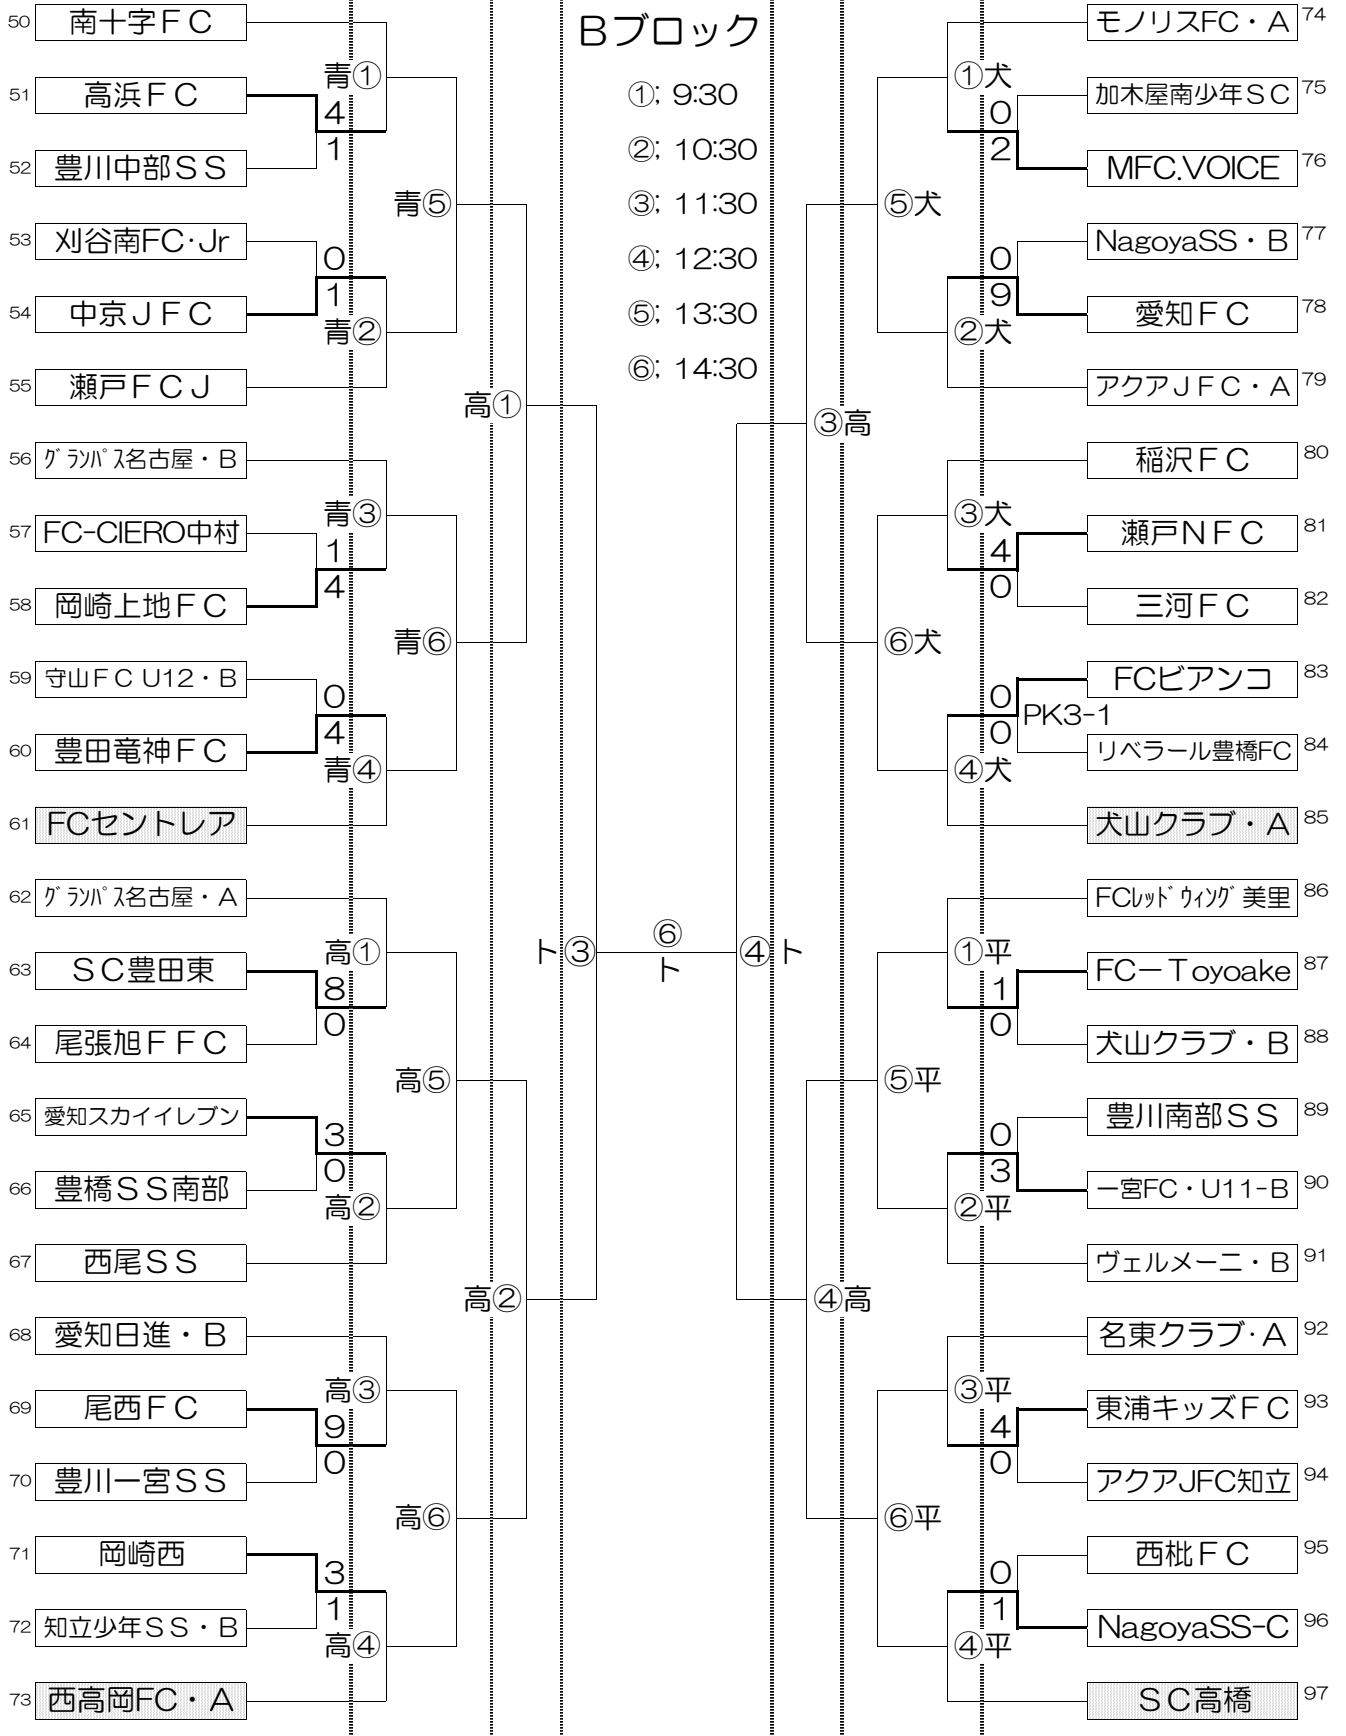 Bブロック
①; 9:30
②; 10:30
③; 11:30
④; 12:30
⑤; 13:30
⑥; 14:30
50 南十字ＦＣ
青①
51 高浜ＦＣ
4
1
52 豊川中部ＳＳ
青⑤
53 刈谷南FC･Jr
0
1
54 中京ＪＦＣ
青②
55 瀬戸ＦＣＪ
高①
56 ｸﾞﾗﾝﾊﾟｽ名古屋・B
青③
57 FC-CIERO中村
1
4
58 岡崎上地ＦＣ
青⑥
59 守山ＦＣ U12・B
0
4
60 豊田竜神ＦＣ
青④
61 FCセントレア
62 ｸﾞﾗﾝﾊﾟｽ名古屋・A
高①
63 ＳＣ豊田東
8
0
64 尾張旭ＦＦＣ
高⑤
65 愛知スカイイレブン
3
0
66 豊橋ＳＳ南部
高②
67 西尾ＳＳ
高②
68 愛知日進・B
高③
69 尾西ＦＣ
9
0
70 豊川一宮ＳＳ
高⑥
71 岡崎西
3
1
72 知立少年ＳＳ・B
高④
73 西高岡FC・A
ト③
⑥
ト
④ト
モノリスFC・A 74
①犬
加木屋南少年ＳＣ 75
0
2
MFC.VOICE 76
⑤犬
NagoyaSS・B 77
0
9
愛知ＦＣ 78
②犬
アクアＪＦＣ・A 79
③高
稲沢ＦＣ 80
③犬
瀬戸ＮＦＣ 81
4
0
三河ＦＣ 82
⑥犬
FCビアンコ 83
0
PK3-1
0
リベラール豊橋FC 84
④犬
犬山クラブ・A 85
FCﾚｯﾄﾞｳｨﾝｸﾞ美里 86
①平
FCーToyoake 87
1
0
犬山クラブ・B 88
⑤平
豊川南部ＳＳ 89
0
3
一宮FC・U11-B 90
②平
ヴェルメーニ・B 91
④高
名東クラブ･A 92
③平
東浦キッズＦＣ 93
4
0
アクアJFC知立 94
⑥平
西枇ＦＣ 95
0
1
NagoyaSS-C 96
④平
ＳＣ高橋 97